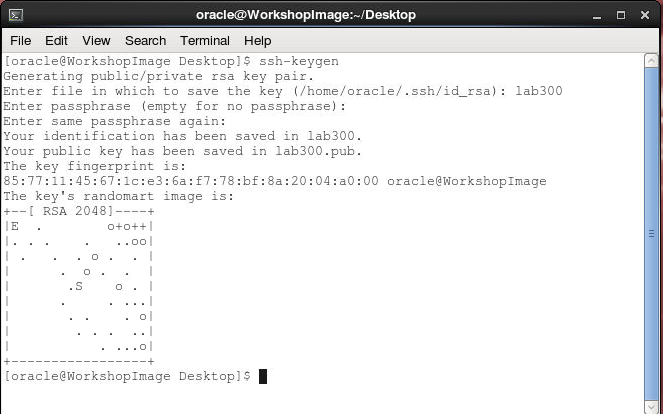 oracle@WorkshopImage:~/Desktop
File Edit View Search Terminal Help
[oracle@WorkshopImage Desktop]$ ssh-keygen
Generating public/private rsa key pair.
Enter file in which to save the key (/home/oracle/.ssh/id_rsa): lab300
Enter passphrase (empty for no passphrase):
Enter same passphrase again:
Your identification has been saved in lab300.
Your public key has been saved in lab300.pub.
The key fingerprint is:
85:77:11:45:67:1c:e3:6a:f7:78:bf:8a:20:04:a0:00 oracle@WorkshopImage
The key's randomart image is:
+--[ RSA 2048]----+
|E  .        o+o++|
|. . .    .   ..oo|
| .   .  . o .  . |
|      .  o .  .  |
|       .S    o . |
|      .     . ...|
|       . .    . o|
|        . . .  ..|
|           . ...o|
+-----------------+
[oracle@WorkshopImage Desktop]$